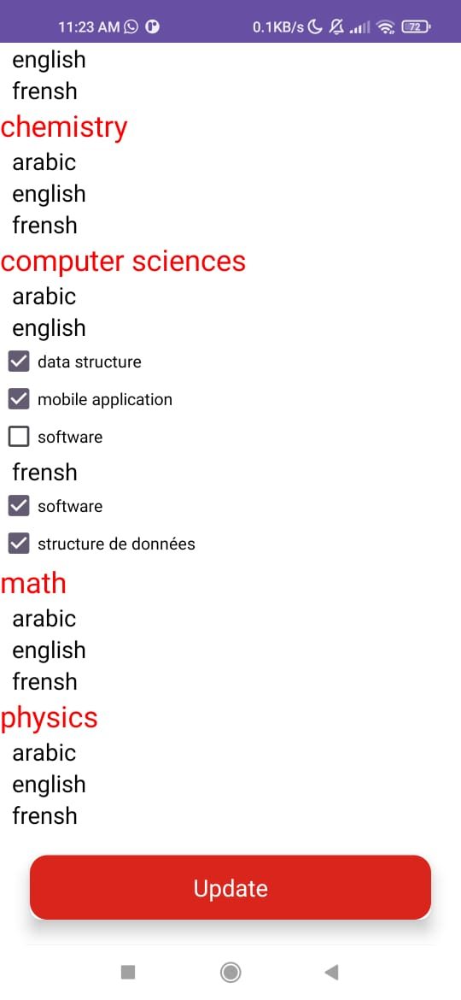 11:23 AM 0.1KB/s 72
english
frensh
chemistry
arabic
english
frensh
computer sciences
arabic
english
data structure
mobile application
software
frensh
software
structure de données
math
arabic
english
frensh
physics
arabic
english
frensh
Update